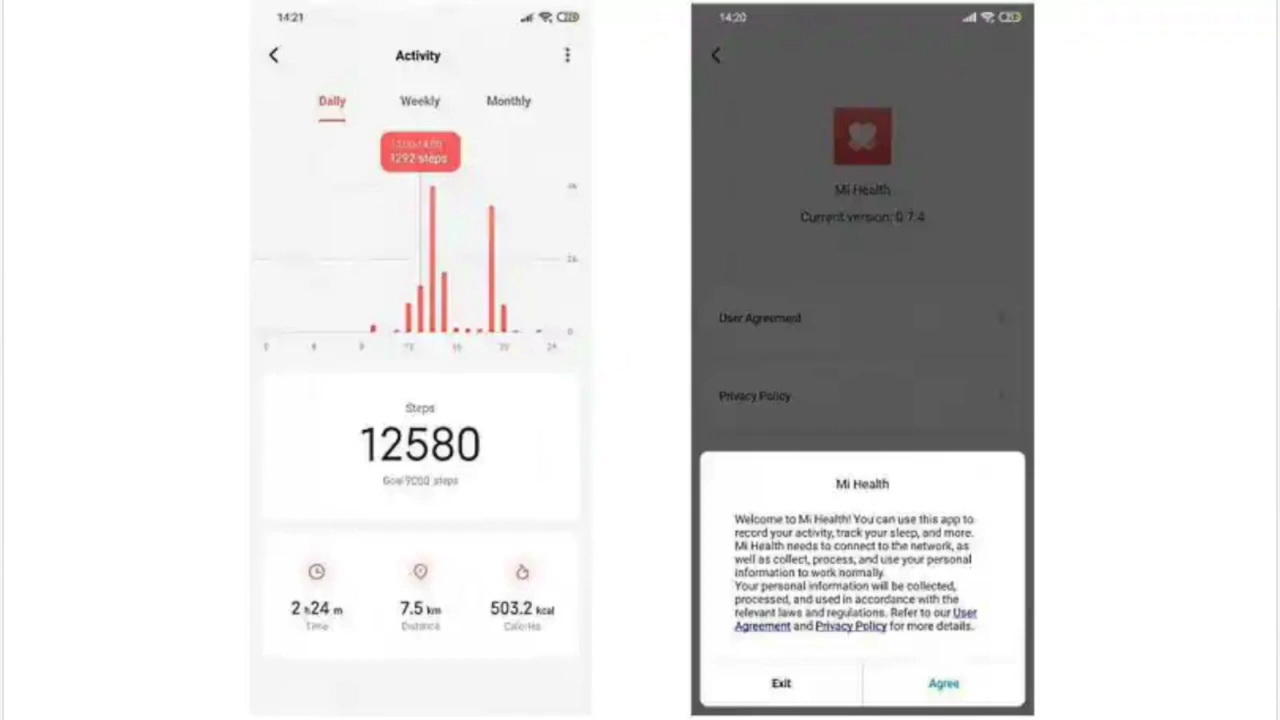 14:21
Activity
Daily
Weekly
Monthly
1292 steps
0
4
12
16
20
24
0
Steps
12580
Goal 9000 steps
2 h 24 m
Time
7.5 km
Distance
503.2 kcal
Calories
14:20
Mi Health
Current version: 0.7.4
User Agreement
Privacy Policy
Mi Health
Welcome to Mi Health! You can use this app to
record your activity, track your sleep, and more.
Mi Health needs to connect to the network, as
well as collect, process, and use your personal
information to work normally.
Your personal information will be collected,
processed, and used in accordance with the
relevant laws and regulations. Refer to our User
Agreement and Privacy Policy for more details.
Exit
Agree